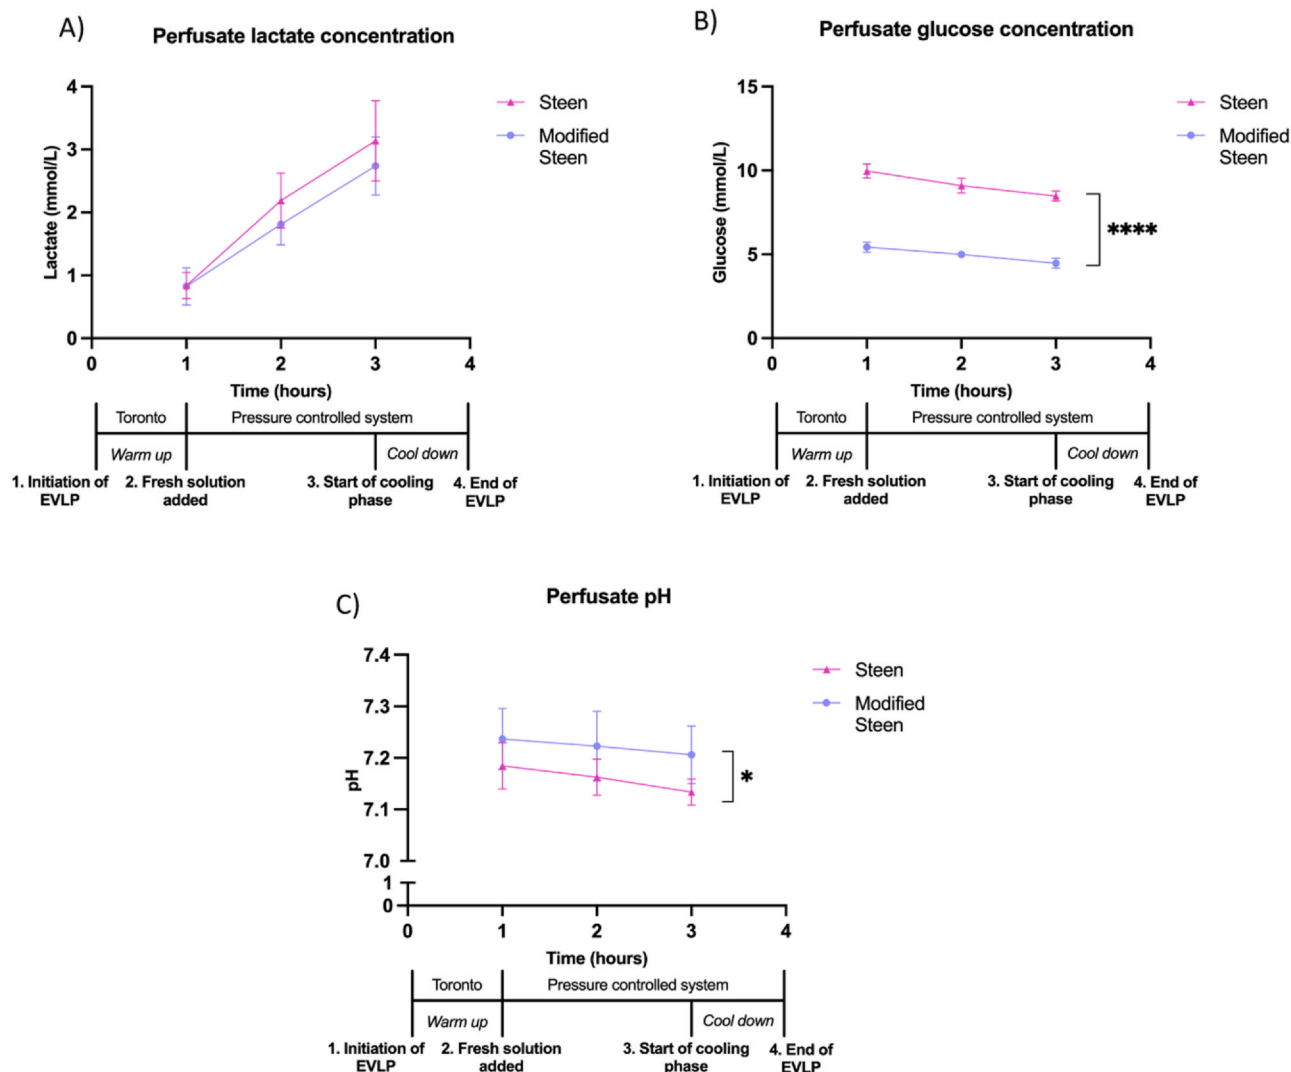 A)
Perfusate lactate concentration
4
3
2
1
0
Lactate (mmol/L)
0 1 2 3 4
Time (hours)
Steen
Modified
Steen
Toronto Pressure controlled system
Warm up Cool down
1. Initiation of 2. Fresh solution 3. Start of cooling 4. End of
EVLP added phase EVLP
B)
Perfusate glucose concentration
15
10
5
0
Glucose (mmol/L)
0 1 2 3 4
Time (hours)
****
Steen
Modified
Steen
Toronto Pressure controlled system
Warm up Cool down
1. Initiation of 2. Fresh solution 3. Start of cooling 4. End of
EVLP added phase EVLP
C)
Perfusate pH
7.4
7.3
7.2
7.1
7.0
1
0
pH
0 1 2 3 4
Time (hours)
*
Steen
Modified
Steen
Toronto Pressure controlled system
Warm up Cool down
1. Initiation of 2. Fresh solution 3. Start of cooling 4. End of
EVLP added phase EVLP